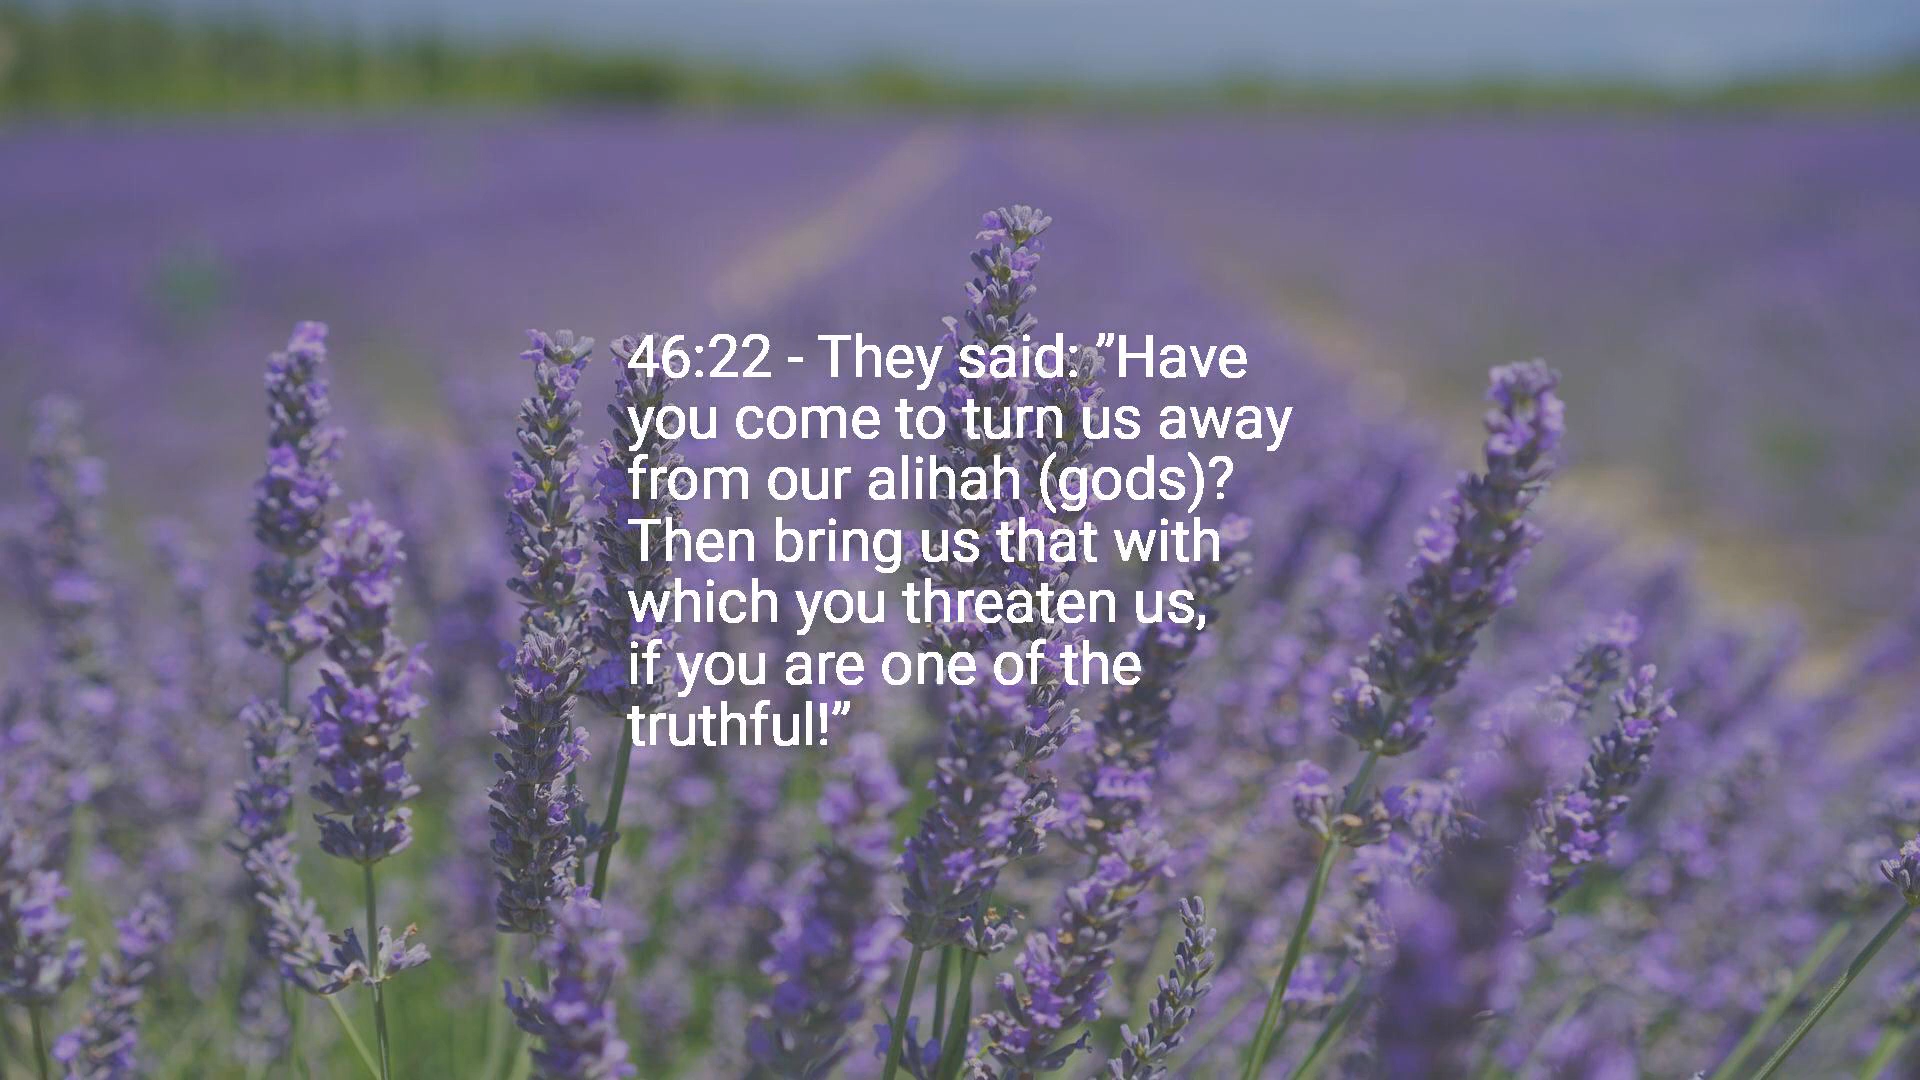 46:22 - They said: ”Have
you come to turn us away
from our alihah (gods)?
Then bring us that with
which you threaten us,
if you are one of the
truthful!”